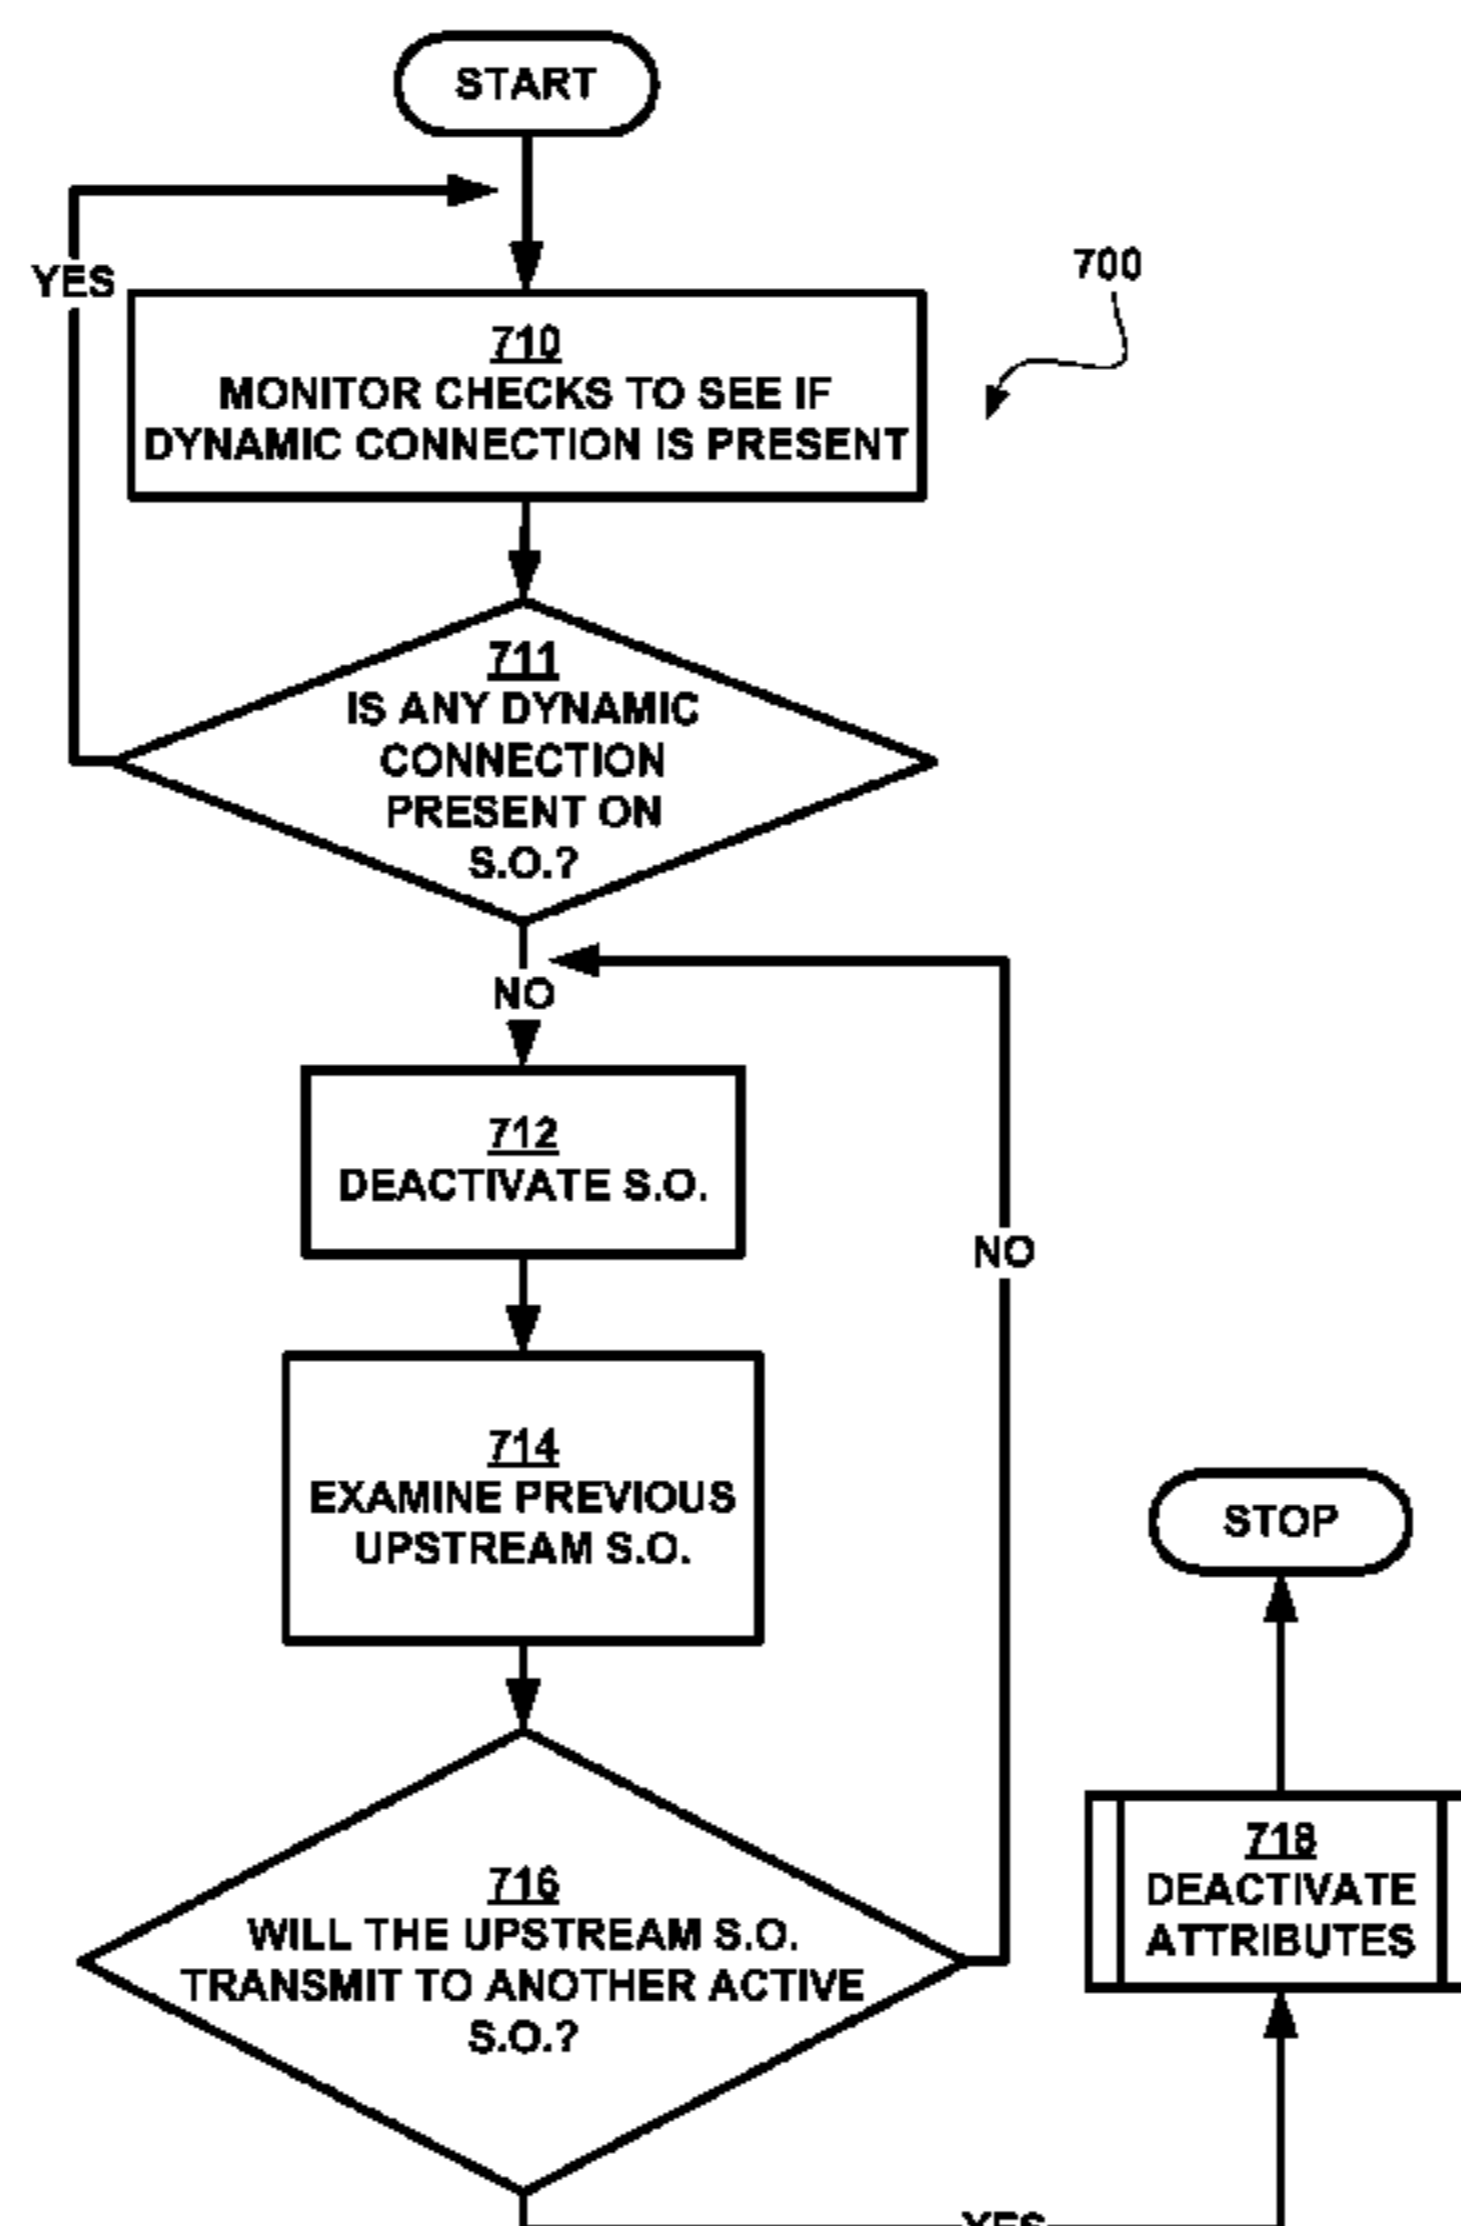 START
YES
700
710
MONITOR CHECKS TO SEE IF
DYNAMIC CONNECTION IS PRESENT
711
IS ANY DYNAMIC
CONNECTION
PRESENT ON
S.O.?
NO
712
DEACTIVATE S.O.
NO
714
EXAMINE PREVIOUS
UPSTREAM S.O.
STOP
716
WILL THE UPSTREAM S.O.
TRANSMIT TO ANOTHER ACTIVE
S.O.?
718
DEACTIVATE
ATTRIBUTES
YES